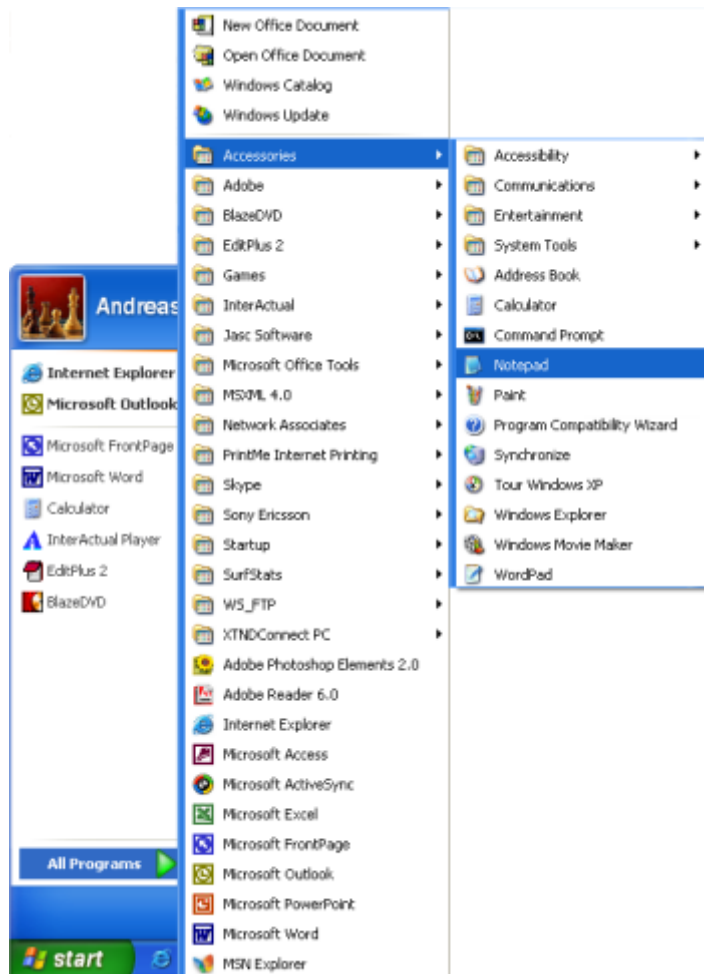 New Office Document
Open Office Document
Windows Catalog
Windows Update
Accessories
Adobe
BlazeDVD
EditPlus 2
Games
InterActual
Jasc Software
Microsoft Office Tools
MSXML 4.0
Network Associates
PrintMe Internet Printing
Skype
Sony Ericsson
Startup
SurfStats
WS_FTP
XTNDConnect PC
Adobe Photoshop Elements 2.0
Adobe Reader 6.0
Internet Explorer
Microsoft Access
Microsoft ActiveSync
Microsoft Excel
Microsoft FrontPage
Microsoft Outlook
Microsoft PowerPoint
Microsoft Word
MSN Explorer
Accessibility
Communications
Entertainment
System Tools
Address Book
Calculator
Command Prompt
Notepad
Paint
Program Compatibility Wizard
Synchronize
Tour Windows XP
Windows Explorer
Windows Movie Maker
WordPad
Andreas
Internet Explorer
Microsoft Outlook
Microsoft FrontPage
Microsoft Word
Calculator
InterActual Player
EditPlus 2
BlazeDVD
All Programs
start